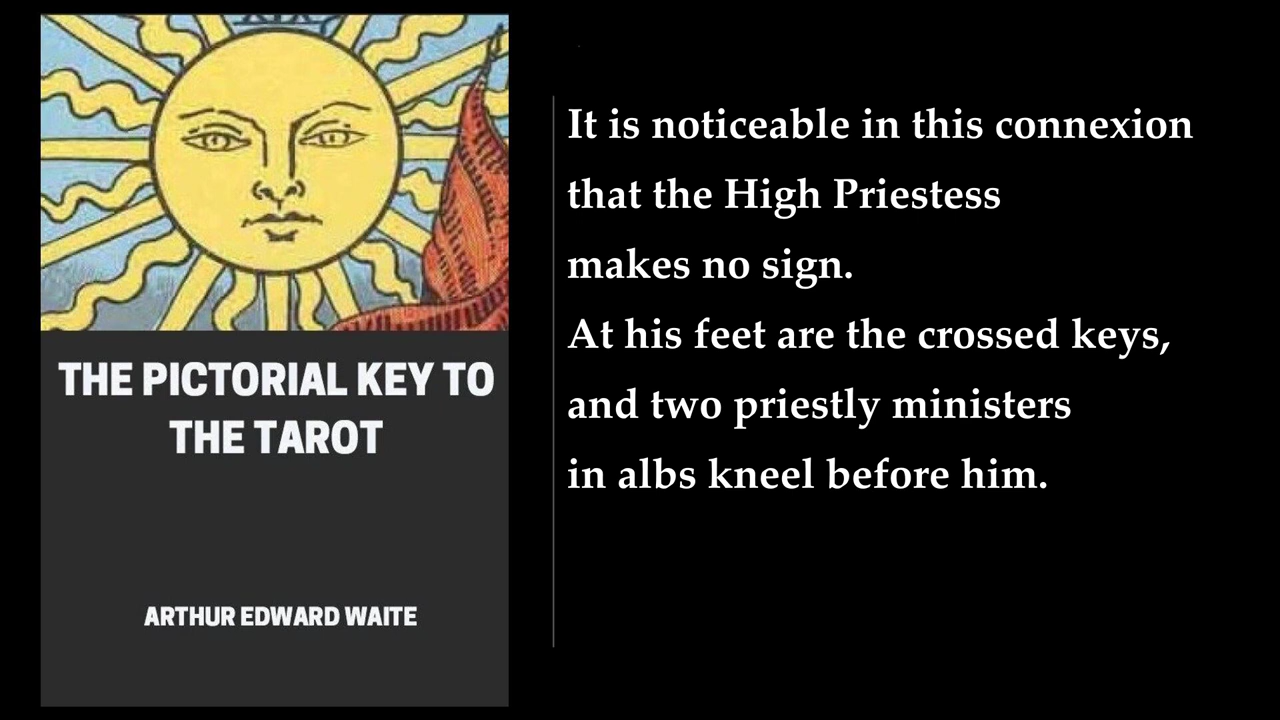 XIX
THE PICTORIAL KEY TO
THE TAROT
ARTHUR EDWARD WAITE
It is noticeable in this connexion
that the High Priestess
makes no sign.
At his feet are the crossed keys,
and two priestly ministers
in albs kneel before him.